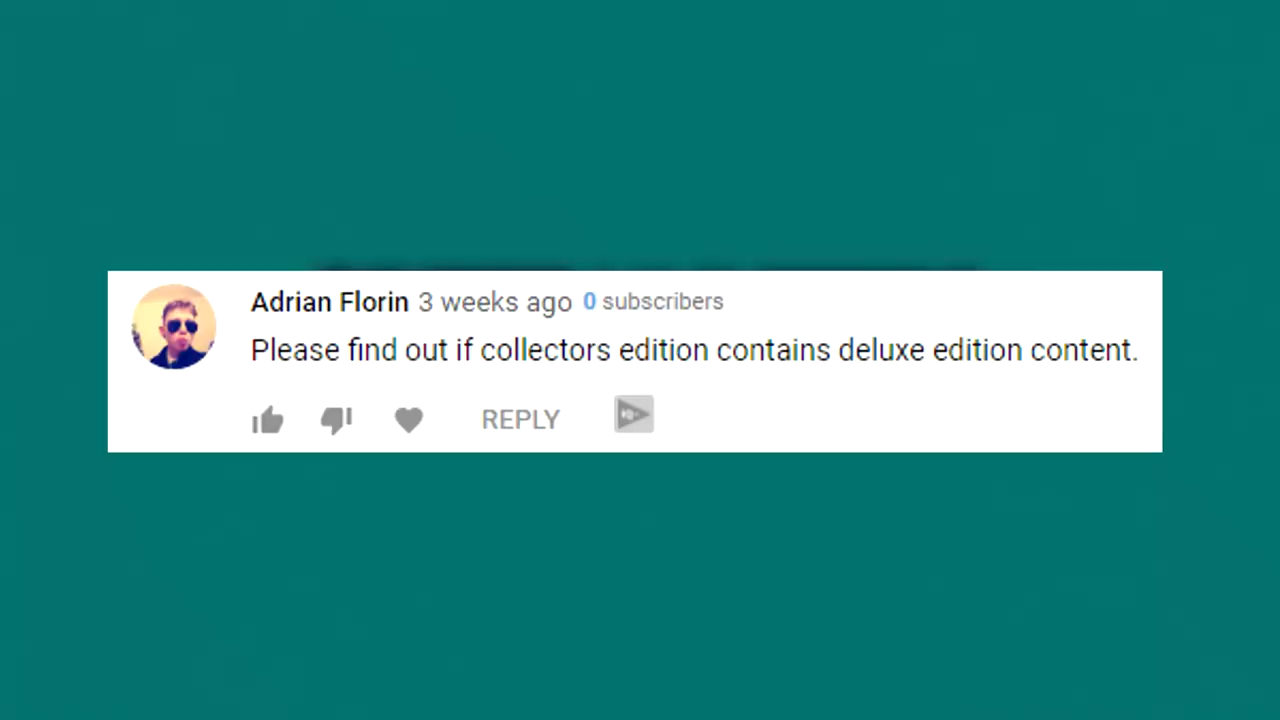 Adrian Florin 3 weeks ago 0 subscribers
Please find out if collectors edition contains deluxe edition content.
REPLY